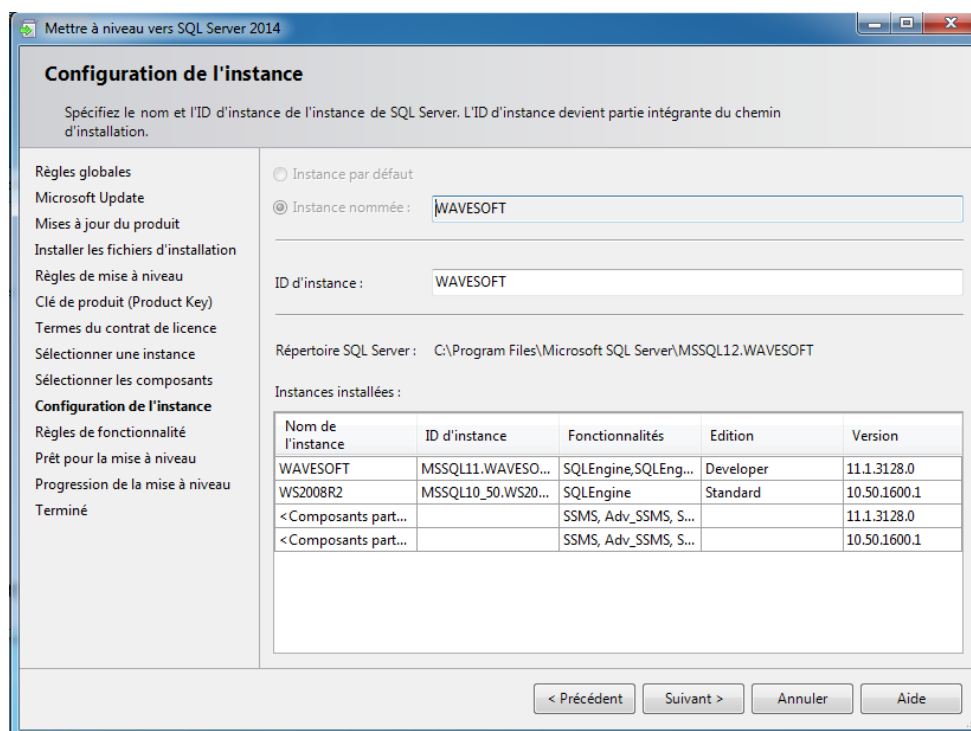 Mettre à niveau vers SQL Server 2014
Configuration de l'instance
Spécifiez le nom et l'ID d'instance de l'instance de SQL Server. L'ID d'instance devient partie intégrante du chemin
d'installation.
Règles globales
Microsoft Update
Mises à jour du produit
Installer les fichiers d'installation
Règles de mise à niveau
Clé de produit (Product Key)
Termes du contrat de licence
Sélectionner une instance
Sélectionner les composants
Configuration de l'instance
Règles de fonctionnalité
Prêt pour la mise à niveau
Progression de la mise à niveau
Terminé
Instance par défaut
Instance nommée : WAVESOFT
ID d'instance : WAVESOFT
Répertoire SQL Server : C:\Program Files\Microsoft SQL Server\MSSQL12.WAVESOFT
Instances installées :
Nom de
l'instance ID d'instance Fonctionnalités Edition Version
WAVESOFT MSSQL11.WAVESO... SQLEngine,SQLEng... Developer 11.1.3128.0
WS2008R2 MSSQL10_50.WS20... SQLEngine Standard 10.50.1600.1
<Composants part... SSMS, Adv_SSMS, S... 11.1.3128.0
<Composants part... SSMS, Adv_SSMS, S... 10.50.1600.1
< Précédent Suivant > Annuler Aide